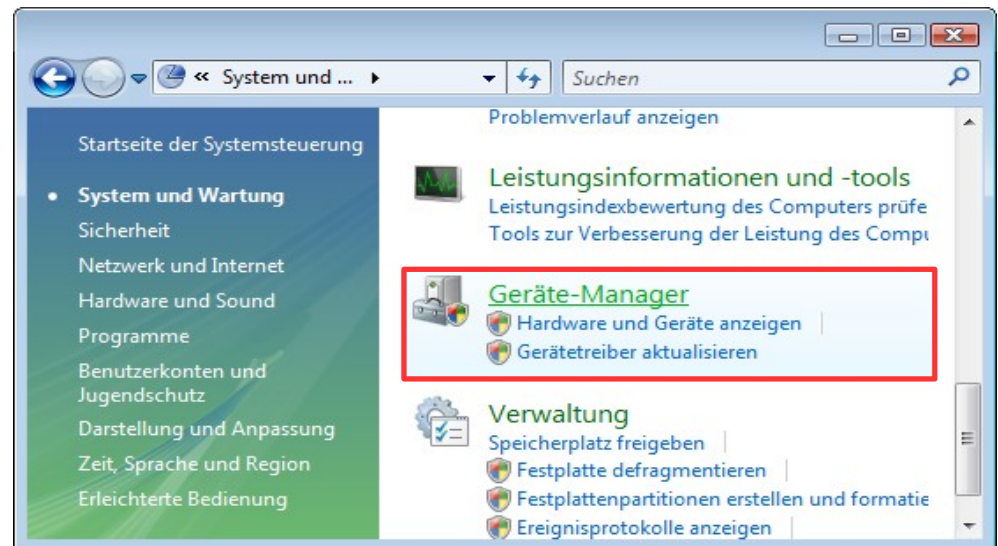 « System und ...
Suchen
Startseite der Systemsteuerung
• System und Wartung
Sicherheit
Netzwerk und Internet
Hardware und Sound
Programme
Benutzerkonten und
Jugendschutz
Darstellung und Anpassung
Zeit, Sprache und Region
Erleichterte Bedienung
Problemverlauf anzeigen
Leistungsinformationen und -tools
Leistungsindexbewertung des Computers prüfe
Tools zur Verbesserung der Leistung des Compu
Geräte-Manager
Hardware und Geräte anzeigen
Gerätetreiber aktualisieren
Verwaltung
Speicherplatz freigeben
Festplatte defragmentieren
Festplattenpartitionen erstellen und formatie
Ereignisprotokolle anzeigen